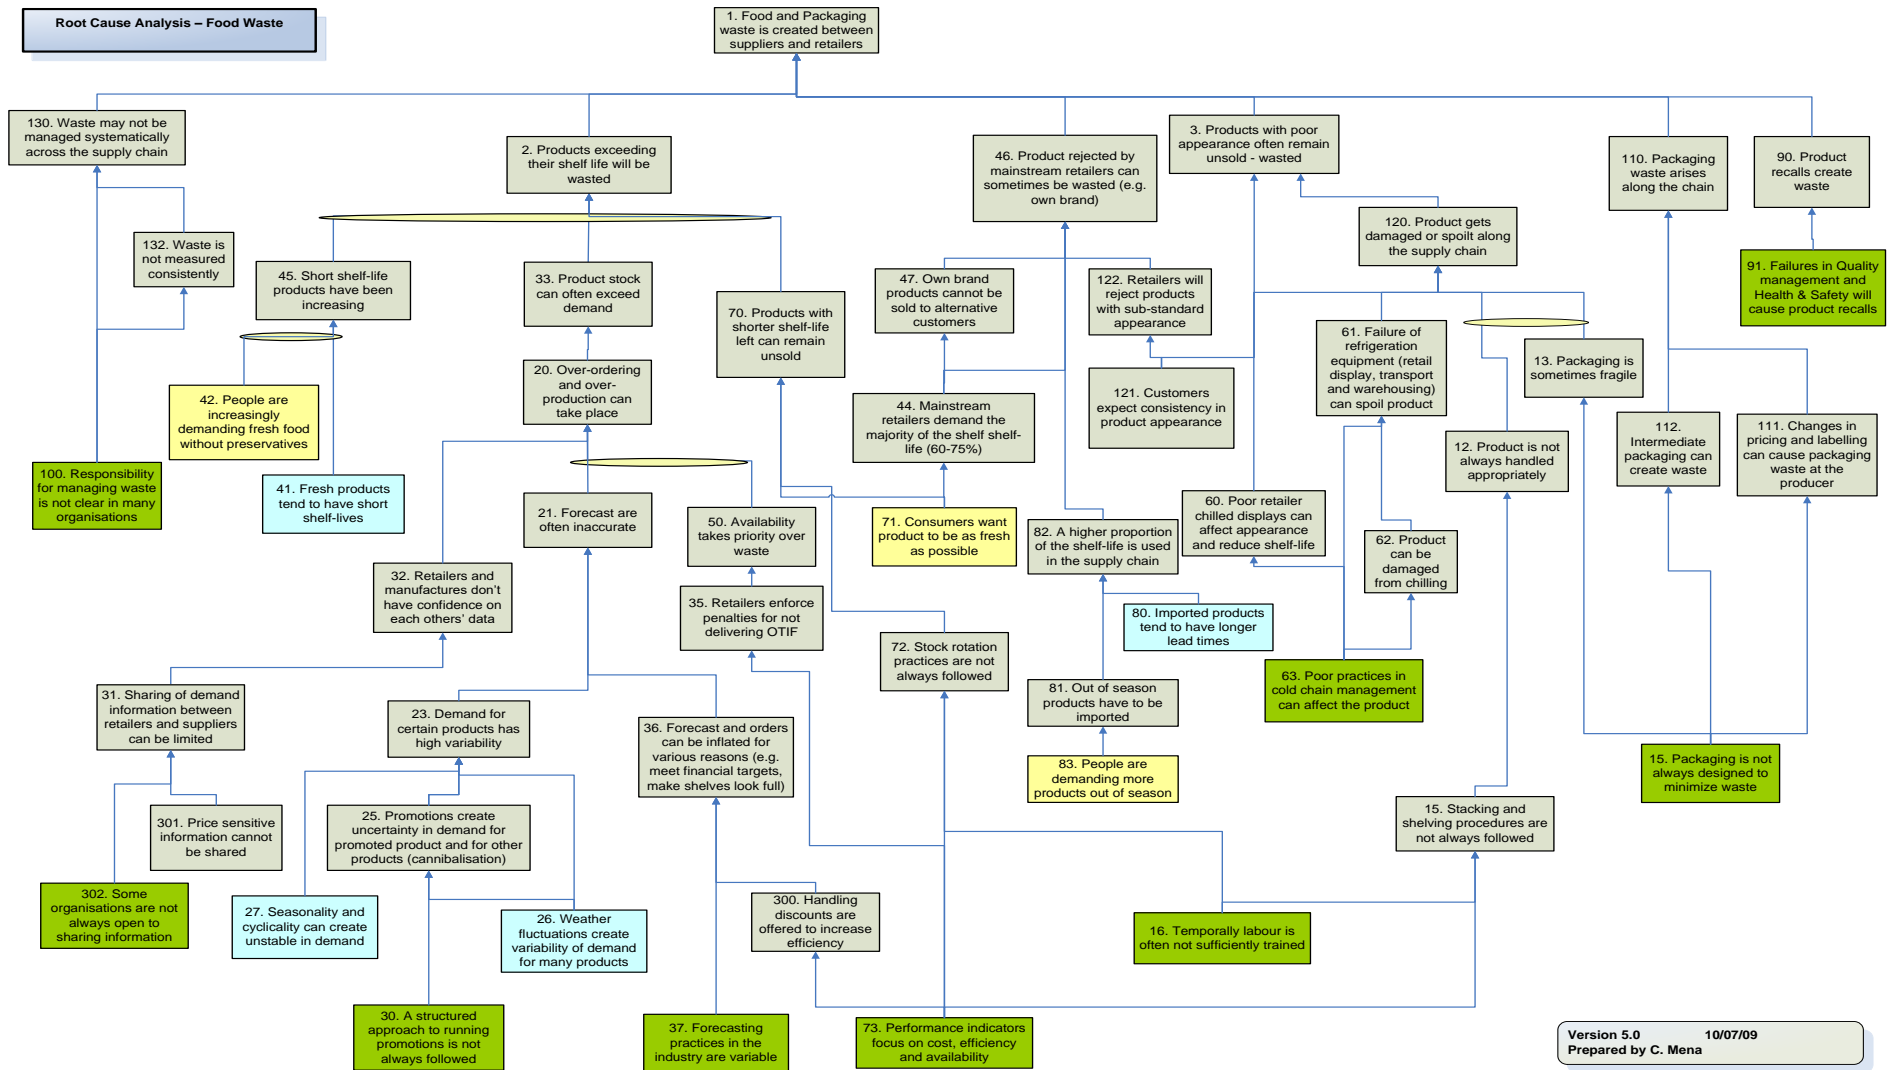 Root Cause Analysis – Food Waste
1. Food and Packaging
waste is created between
suppliers and retailers
130. Waste may not be
managed systematically
across the supply chain
2. Products exceeding
their shelf life will be
wasted
46. Product rejected by
mainstream retailers can
sometimes be wasted (e.g.
own brand)
3. Products with poor
appearance often remain
unsold - wasted
110. Packaging
waste arises
along the chain
90. Product
recalls create
waste
132. Waste is
not measured
consistently
45. Short shelf-life
products have been
increasing
33. Product stock
can often exceed
demand
70. Products with
shorter shelf-life
left can remain
unsold
47. Own brand
products cannot be
sold to alternative
customers
122. Retailers will
reject products
with sub-standard
appearance
120. Product gets
damaged or spoilt along
the supply chain
91. Failures in Quality
management and
Health & Safety will
cause product recalls
61. Failure of
refrigeration
equipment (retail
display, transport
and warehousing)
can spoil product
13. Packaging is
sometimes fragile
20. Over-ordering
and over-
production can
take place
42. People are
increasingly
demanding fresh food
without preservatives
44. Mainstream
retailers demand the
majority of the shelf shelf-
life (60-75%)
121. Customers
expect consistency in
product appearance
12. Product is not
always handled
appropriately
112.
Intermediate
packaging can
create waste
111. Changes in
pricing and labelling
can cause packaging
waste at the
producer
100. Responsibility
for managing waste
is not clear in many
organisations
41. Fresh products
tend to have short
shelf-lives
21. Forecast are
often inaccurate
50. Availability
takes priority over
waste
71. Consumers want
product to be as fresh
as possible
82. A higher proportion
of the shelf-life is used
in the supply chain
60. Poor retailer
chilled displays can
affect appearance
and reduce shelf-life
62. Product
can be
damaged
from chilling
32. Retailers and
manufactures don't
have confidence on
each others' data
35. Retailers enforce
penalties for not
delivering OTIF
80. Imported products
tend to have longer
lead times
72. Stock rotation
practices are not
always followed
63. Poor practices in
cold chain management
can affect the product
31. Sharing of demand
information between
retailers and suppliers
can be limited
23. Demand for
certain products has
high variability
36. Forecast and orders
can be inflated for
various reasons (e.g.
meet financial targets,
make shelves look full)
81. Out of season
products have to be
imported
83. People are
demanding more
products out of season
15. Packaging is not
always designed to
minimize waste
301. Price sensitive
information cannot
be shared
25. Promotions create
uncertainty in demand for
promoted product and for other
products (cannibalisation)
15. Stacking and
shelving procedures are
not always followed
302. Some
organisations are not
always open to
sharing information
27. Seasonality and
cyclicality can create
unstable in demand
26. Weather
fluctuations create
variability of demand
for many products
300. Handling
discounts are
offered to increase
efficiency
16. Temporally labour is
often not sufficiently trained
30. A structured
approach to running
promotions is not
always followed
37. Forecasting
practices in the
industry are variable
73. Performance indicators
focus on cost, efficiency
and availability
Version 5.0 10/07/09
Prepared by C. Mena